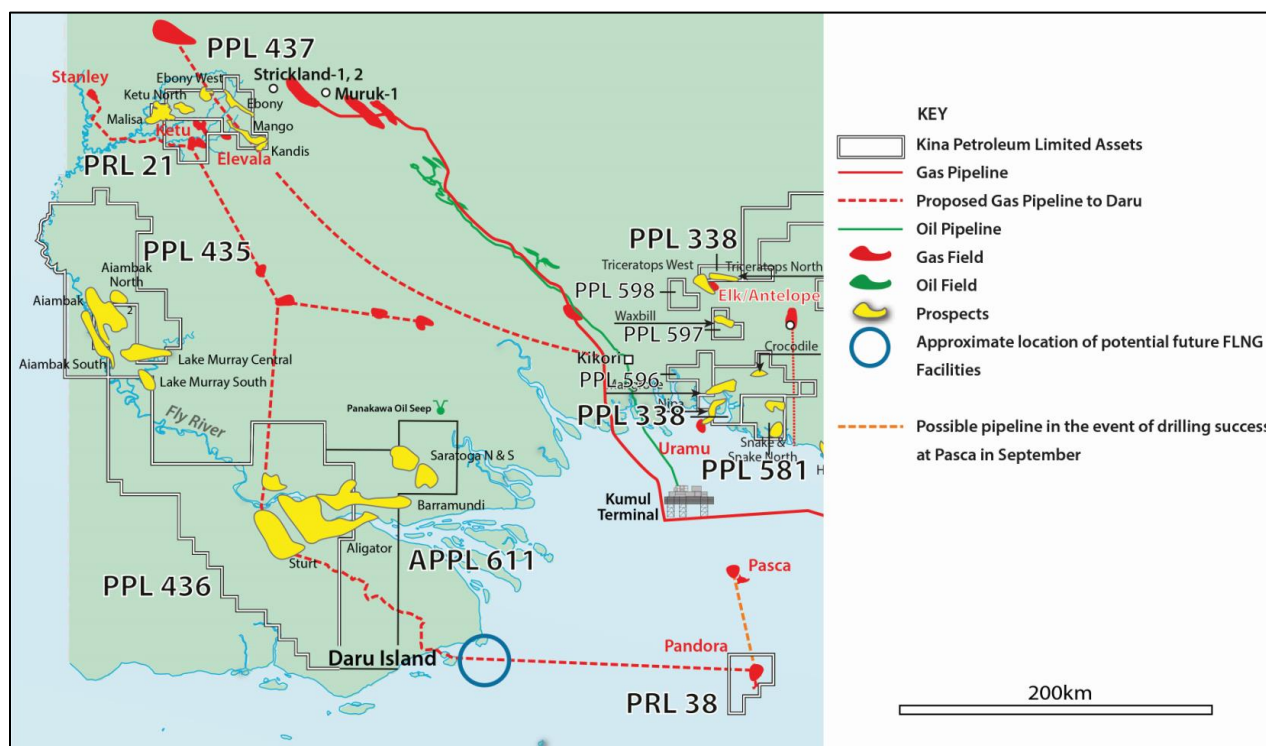 PPL 437
Ebony West
Strickland-1, 2
Stanley
Ketu North
Muruk-1
Ebony
Malisa
Mango
Ketu
Kandis
Elevala
PRL 21
PPL 435
Aiambak
North
Aiambak
2
Lake Murray Central
Aiambak South
Lake Murray South
Fly River
Panakawa Oil Seep
Saratoga N & S
Barramundi
Aligator
Sturt
APPL 611
PPL 436
Daru Island
PPL 338
Triceratops West
Triceratops North
PPL 598
Elk/Antelope
Waxbill
PPL 597
Crocodile
Kikori
PPL 596
Nina
PPL 338
Uramu
Snake &
Snake North
H
PPL 581
Kumul
Terminal
Pasca
Pandora
PRL 38
KEY
Kina Petroleum Limited Assets
Gas Pipeline
Proposed Gas Pipeline to Daru
Oil Pipeline
Gas Field
Oil Field
Prospects
Approximate location of potential future FLNG
Facilities
Possible pipeline in the event of drilling success
at Pasca in September
200km